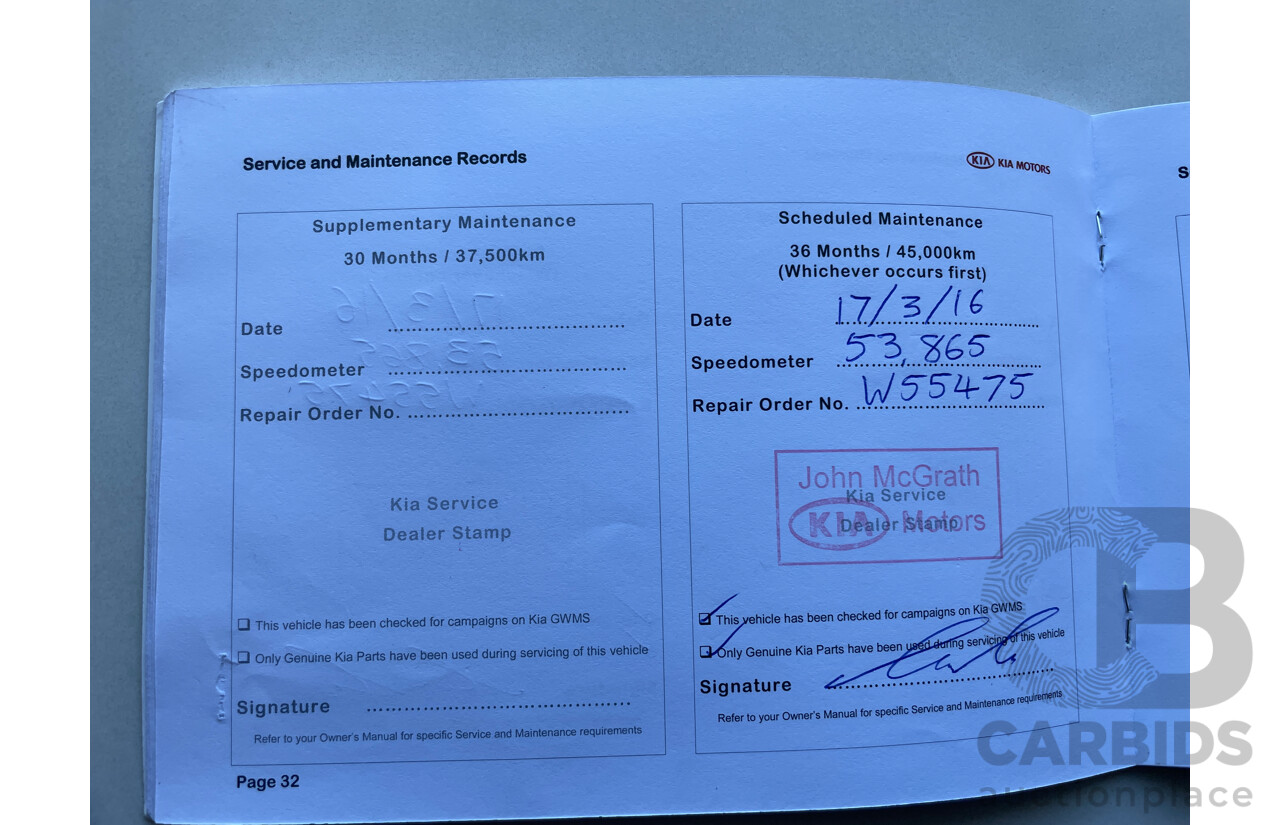 Service and Maintenance Records
KIA KIA MOTORS
S
Supplementary Maintenance
30 Months / 37,500km
Date
Speedometer
Repair Order No.
Kia Service
Dealer Stamp
❑ This vehicle has been checked for campaigns on Kia GWMS
❑ Only Genuine Kia Parts have been used during servicing of this vehicle
Signature
Refer to your Owner's Manual for specific Service and Maintenance requirements
Scheduled Maintenance
36 Months / 45,000km
(Whichever occurs first)
Date 17/3/16
Speedometer 53,865
Repair Order No. W55475
John McGrath
Kia Service
KIA Motors
Dealer Stamp
This vehicle has been checked for campaigns on Kia GWMS
Only Genuine Kia Parts have been used during servicing of this vehicle
Signature
Refer to your Owner's Manual for specific Service and Maintenance requirements
Page 32
CB
CARBIDS
auctionplace